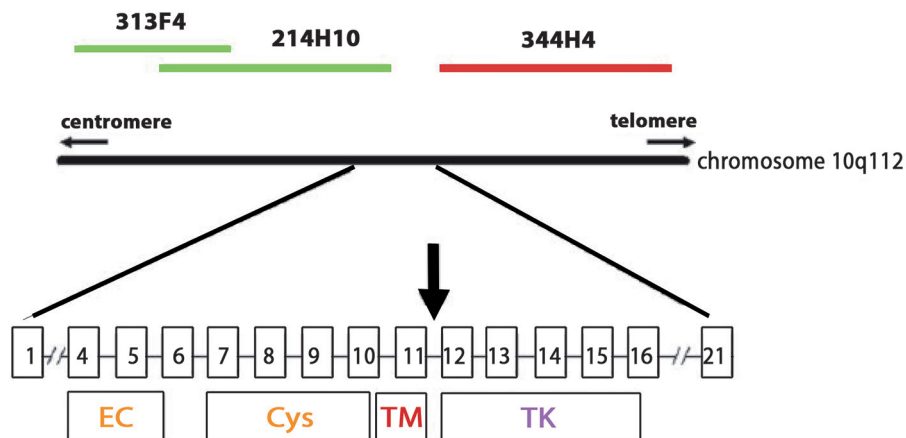 313F4
214H10
344H4
centromere
telomere
chromosome 10q112
1 // 4 5 6 7 8 9 10 11 12 13 14 15 16 // 21
EC Cys TM TK